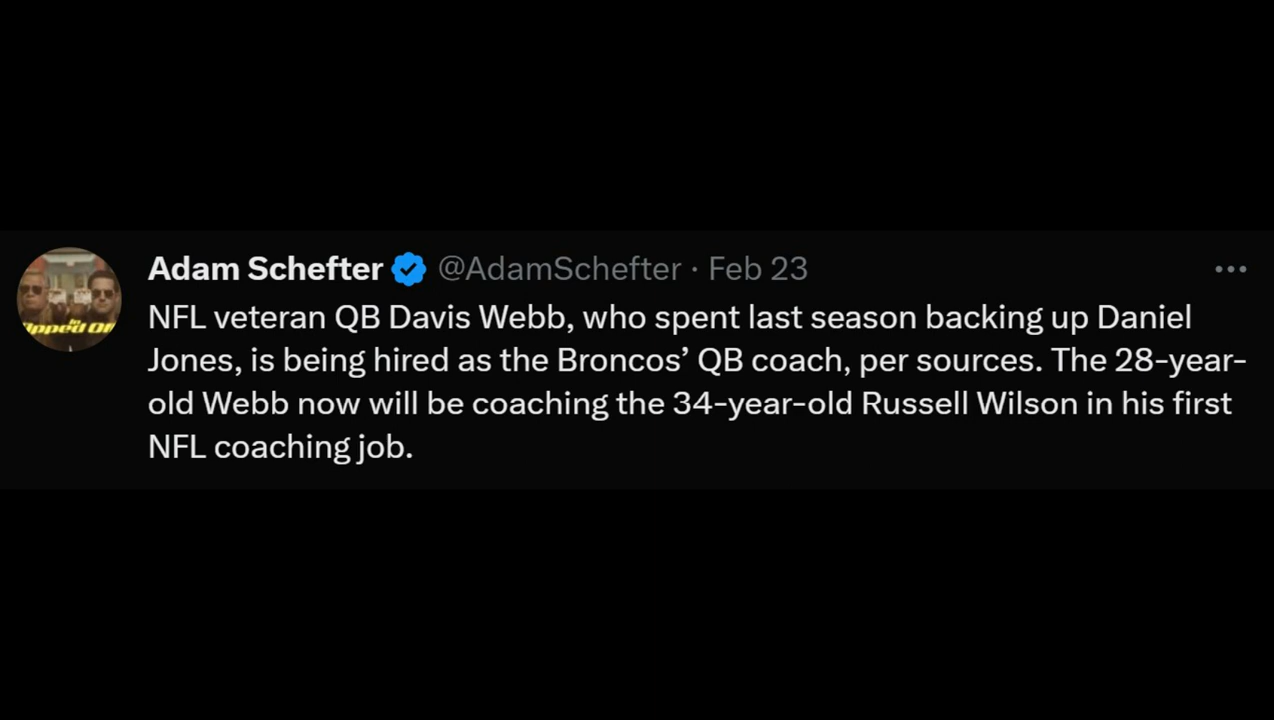 Adam Schefter @AdamSchefter · Feb 23
NFL veteran QB Davis Webb, who spent last season backing up Daniel
Jones, is being hired as the Broncos’ QB coach, per sources. The 28-year-
old Webb now will be coaching the 34-year-old Russell Wilson in his first
NFL coaching job.